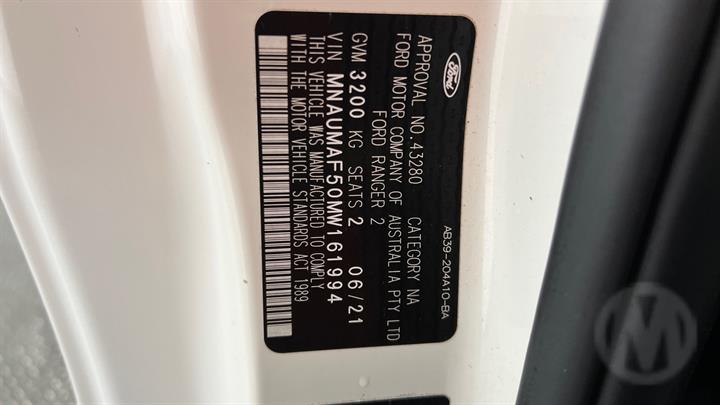 Ford
AB39-204A10-BA
APPROVAL NO.43280 CATEGORY NA
FORD MOTOR COMPANY OF AUSTRALIA PTY LTD
FORD RANGER 2
GVM 3200 KG SEATS 2 06/21
VIN MNAUMAF50MW161994
THIS VEHICLE WAS MANUFACTURED TO COMPLY
WITH THE MOTOR VEHICLE STANDARDS ACT 1989
M